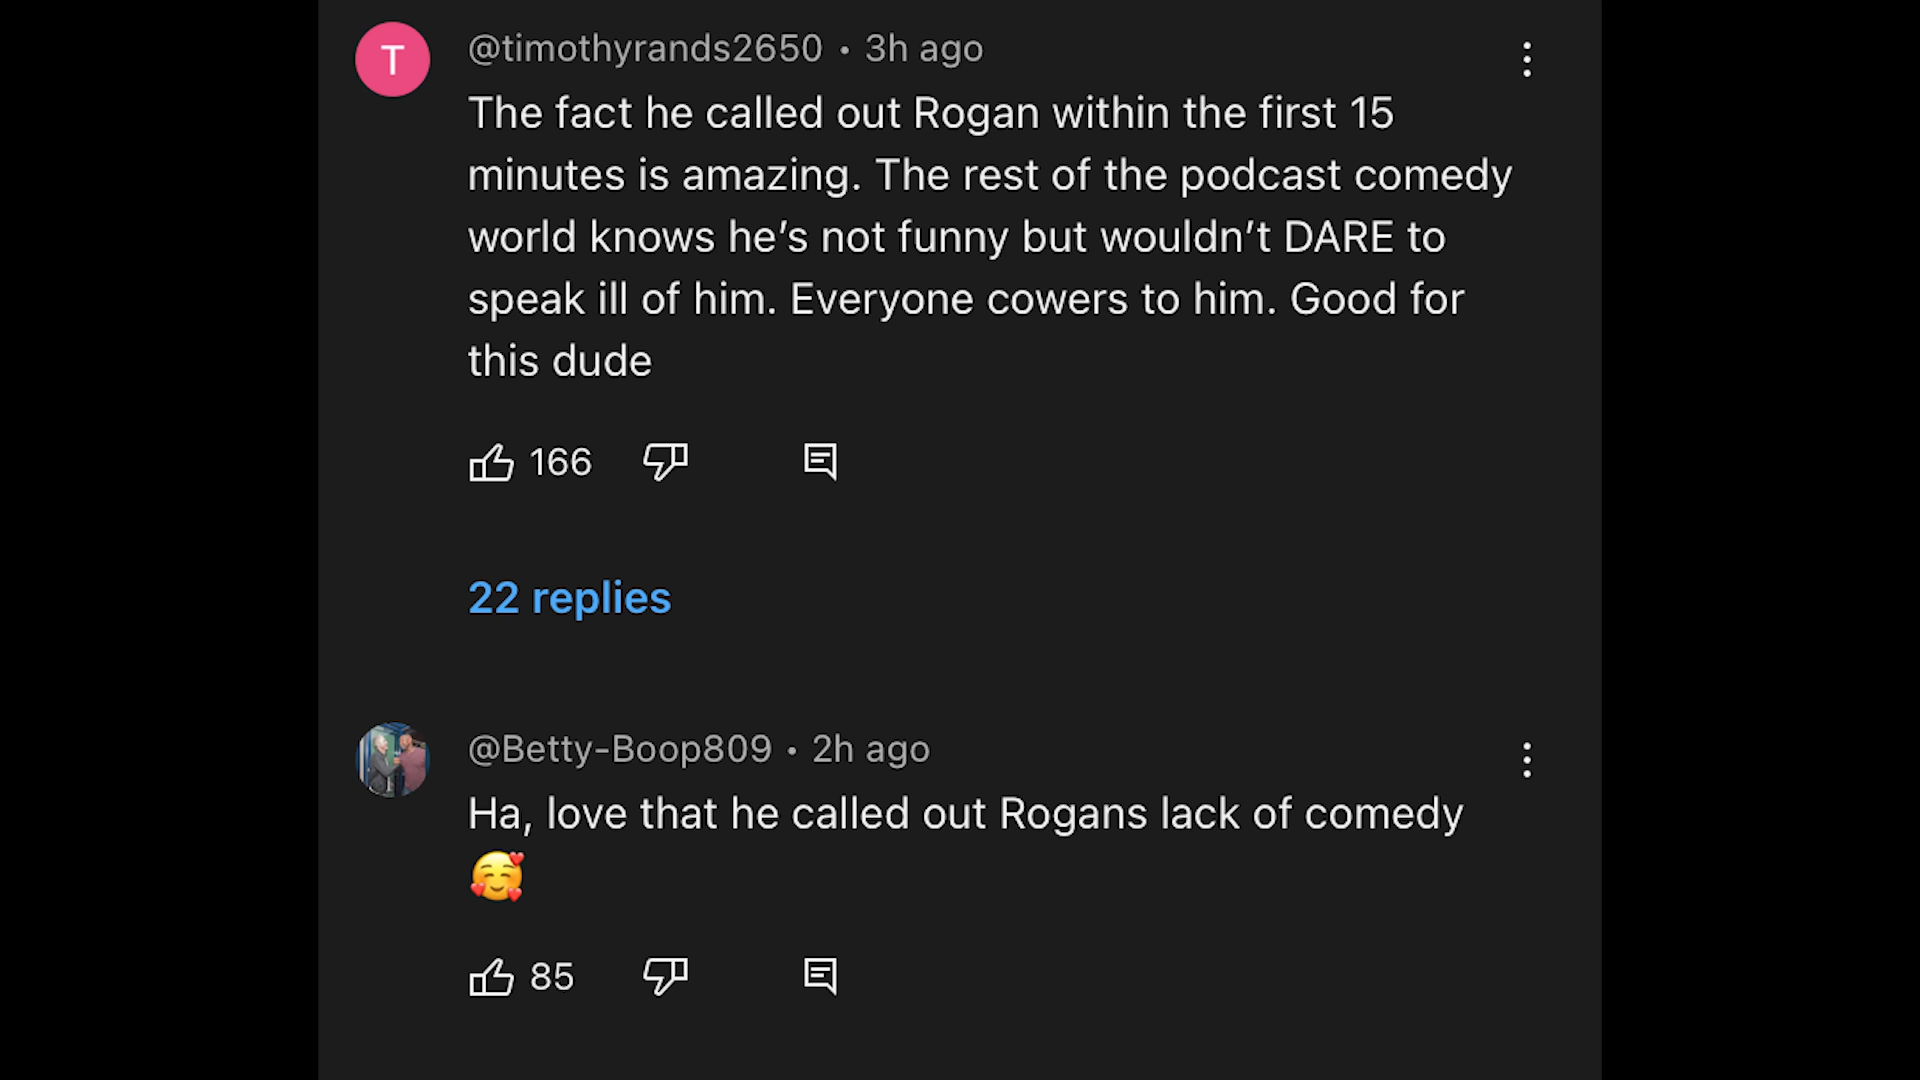 T
@timothyrands2650 • 3h ago
The fact he called out Rogan within the first 15
minutes is amazing. The rest of the podcast comedy
world knows he’s not funny but wouldn’t DARE to
speak ill of him. Everyone cowers to him. Good for
this dude
166
22 replies
@Betty-Boop809 • 2h ago
Ha, love that he called out Rogans lack of comedy
🥰
85